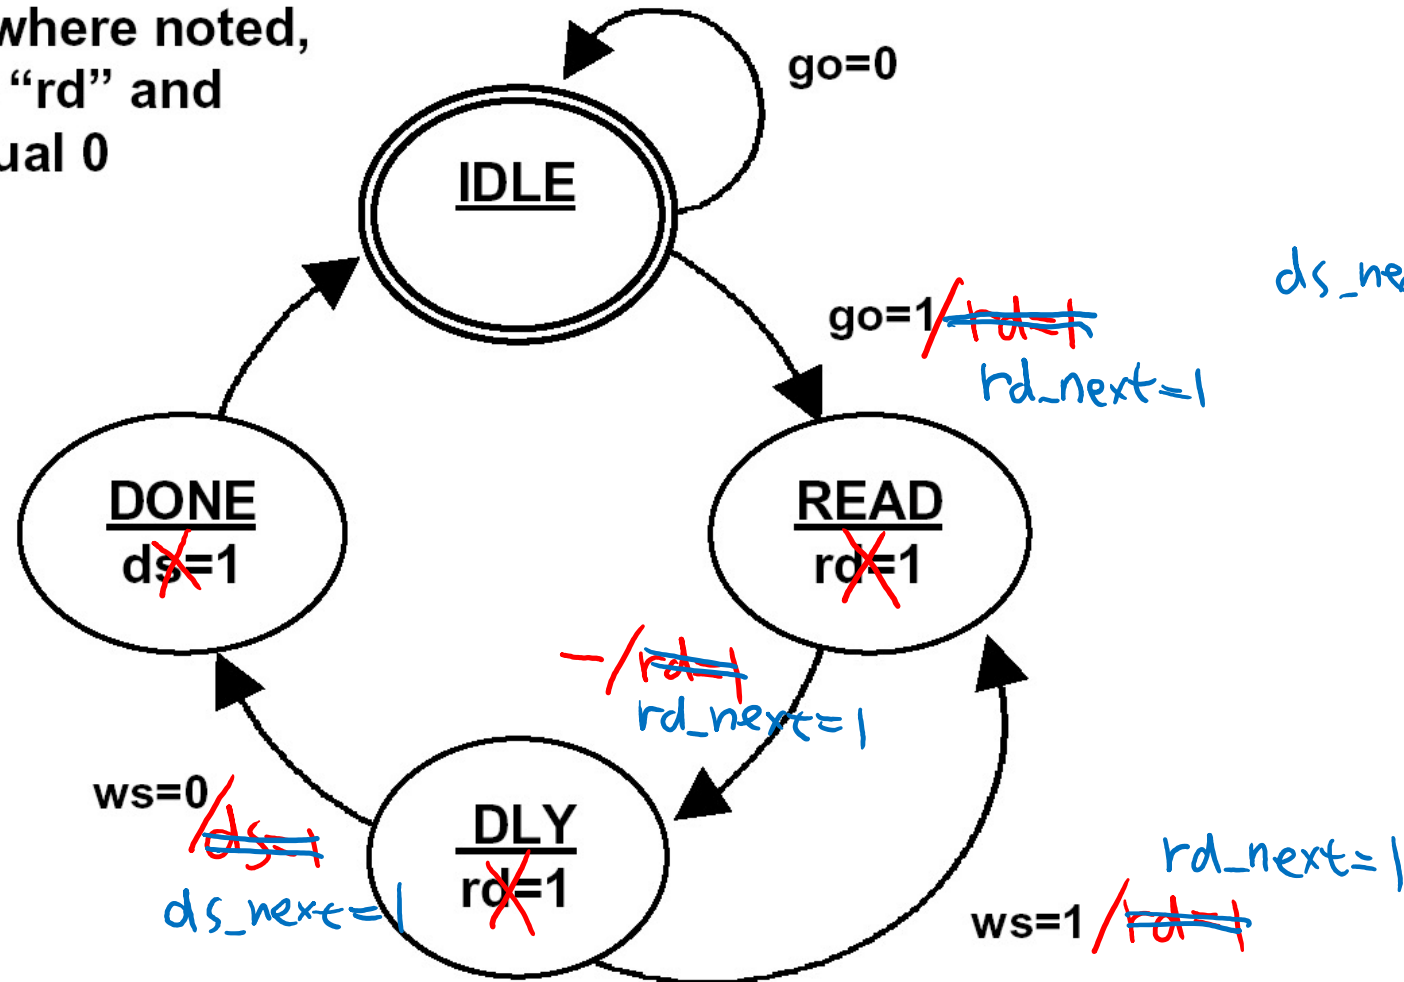 where noted,
“rd” and
ual 0
go=0
IDLE
ds_ne
go=1/rd=1
rd_next=1
DONE
ds=1
READ
rd=1
-/rd=1
rd_next=1
ws=0/ds=1
ds_next=1
DLY
rd=1
rd_next=1
ws=1/rd=1